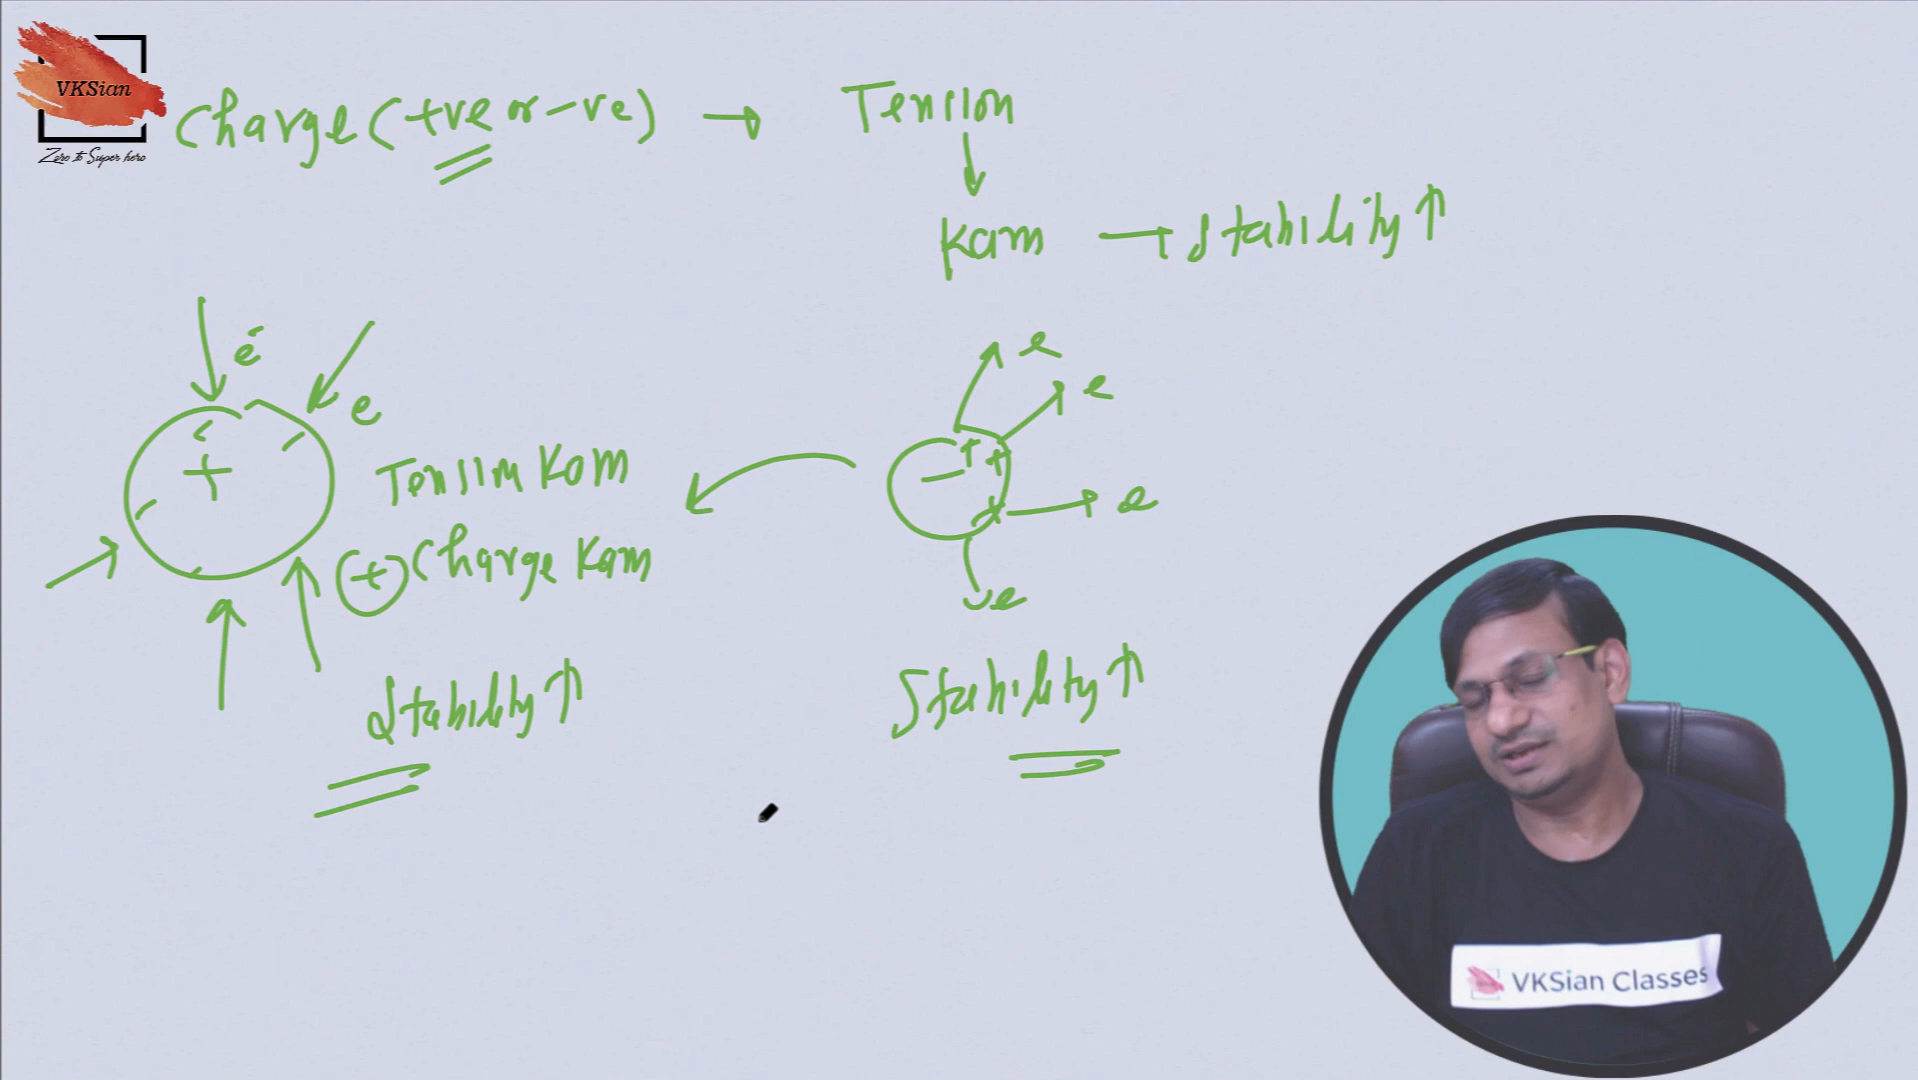 VKSian
Zero to Super hero
Charge (+ve or -ve) → Tension
↓
Kam → Stability ↑
e⁻
e
+
Tension Kam
⊕ Charge Kam
Stability ↑
e
e
e
e
-
+ +
+
Stability ↑
VKSian Classes